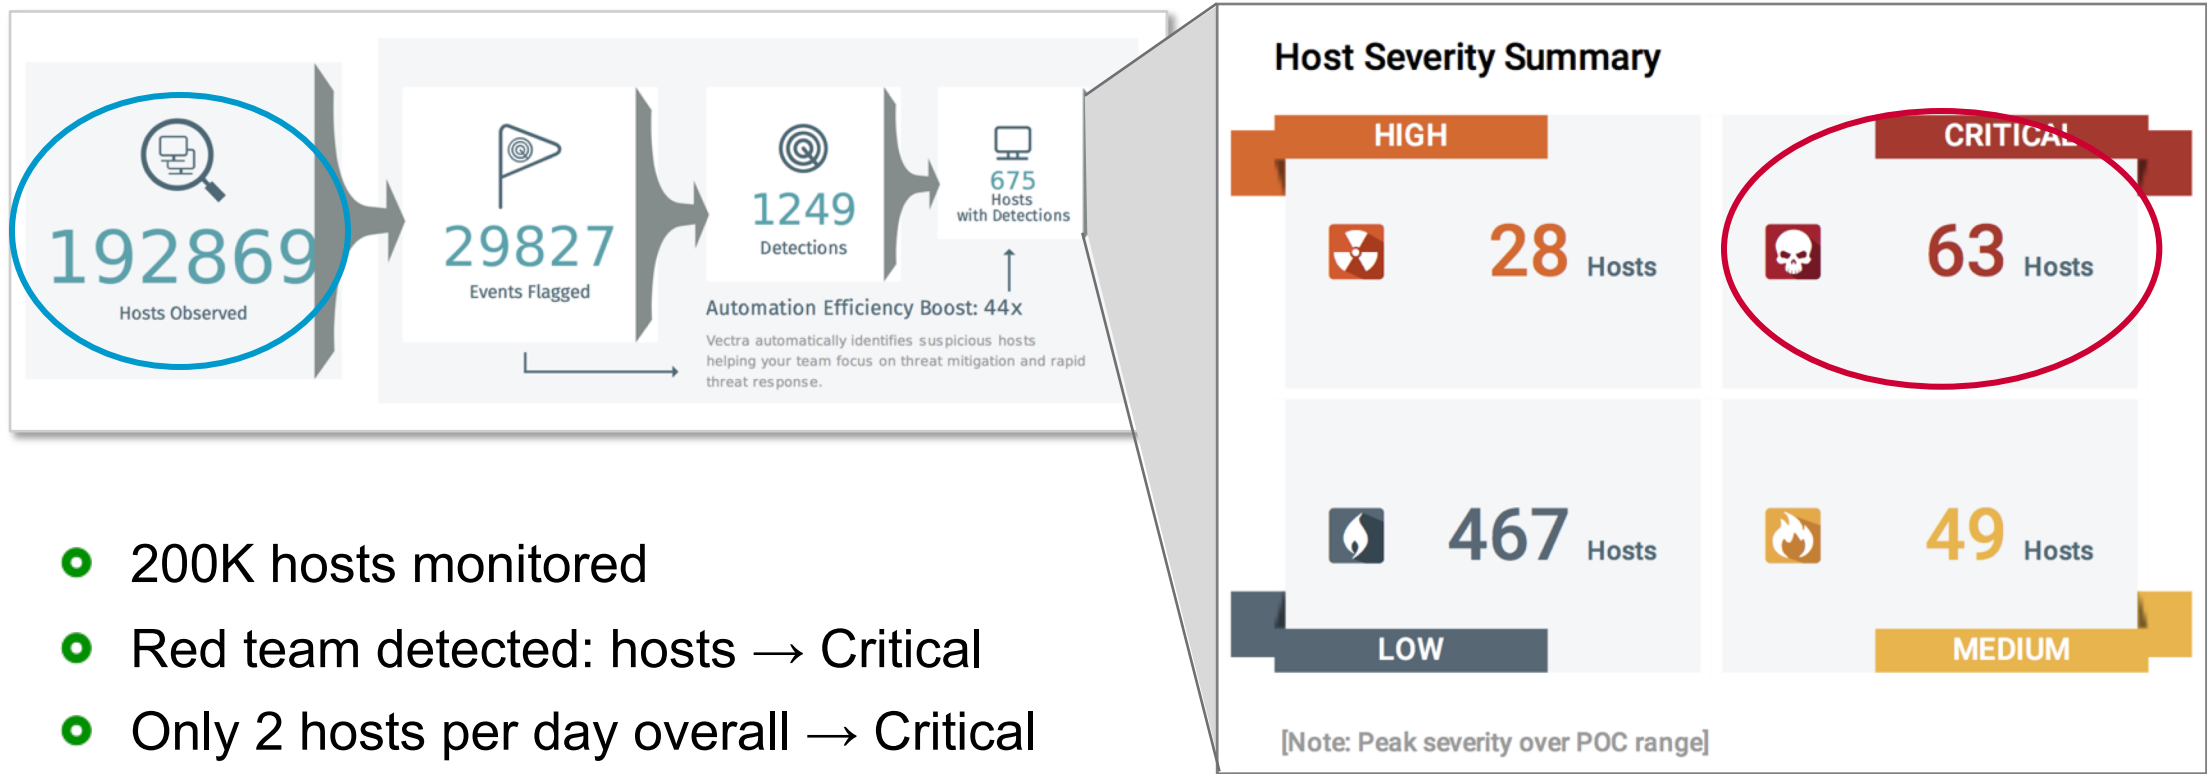 192869
Hosts Observed
29827
Events Flagged
1249
Detections
675
Hosts
with Detections
Automation Efficiency Boost: 44x
Vectra automatically identifies suspicious hosts
helping your team focus on threat mitigation and rapid
threat response.
200K hosts monitored
Red team detected: hosts → Critical
Only 2 hosts per day overall → Critical
Host Severity Summary
HIGH
28 Hosts
CRITICAL
63 Hosts
467 Hosts
LOW
49 Hosts
MEDIUM
[Note: Peak severity over POC range]